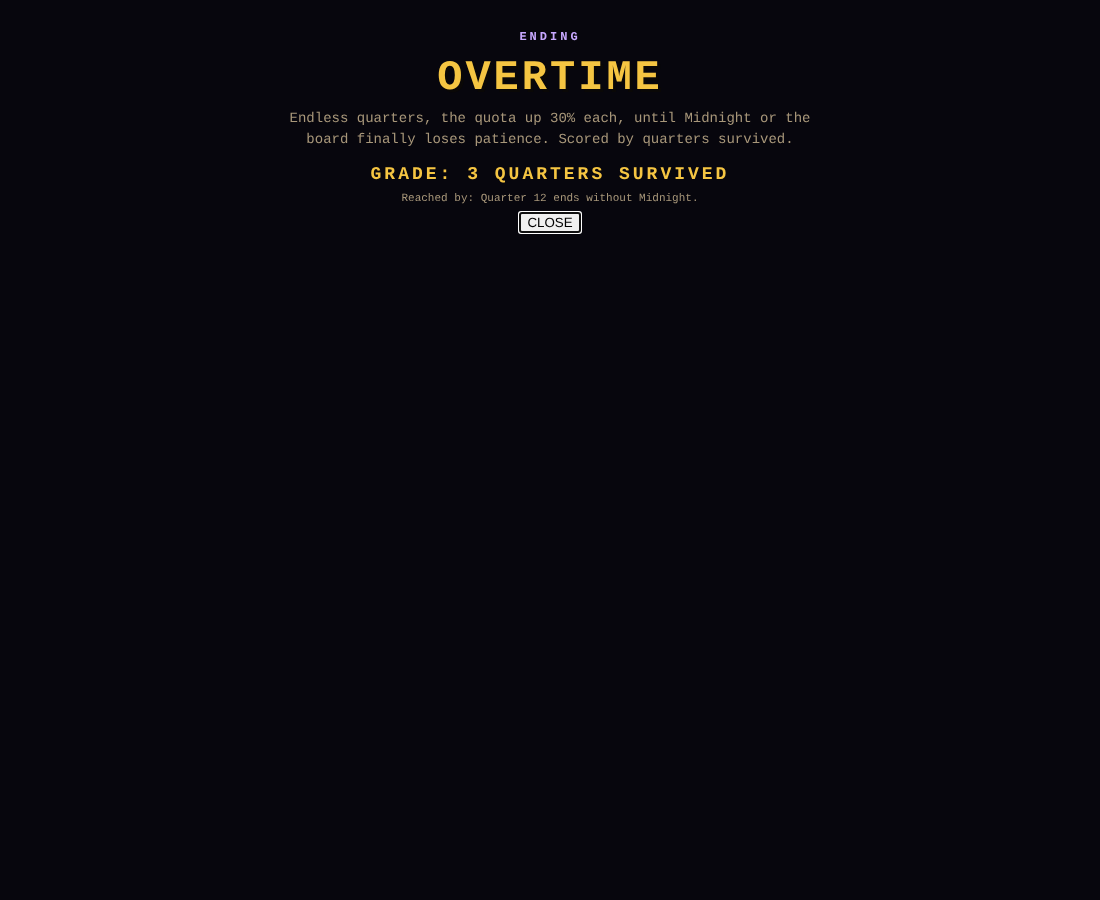 ENDING
OVERTIME
Endless quarters, the quota up 30% each, until Midnight or the
board finally loses patience. Scored by quarters survived.
GRADE: 3 QUARTERS SURVIVED
Reached by: Quarter 12 ends without Midnight.
CLOSE